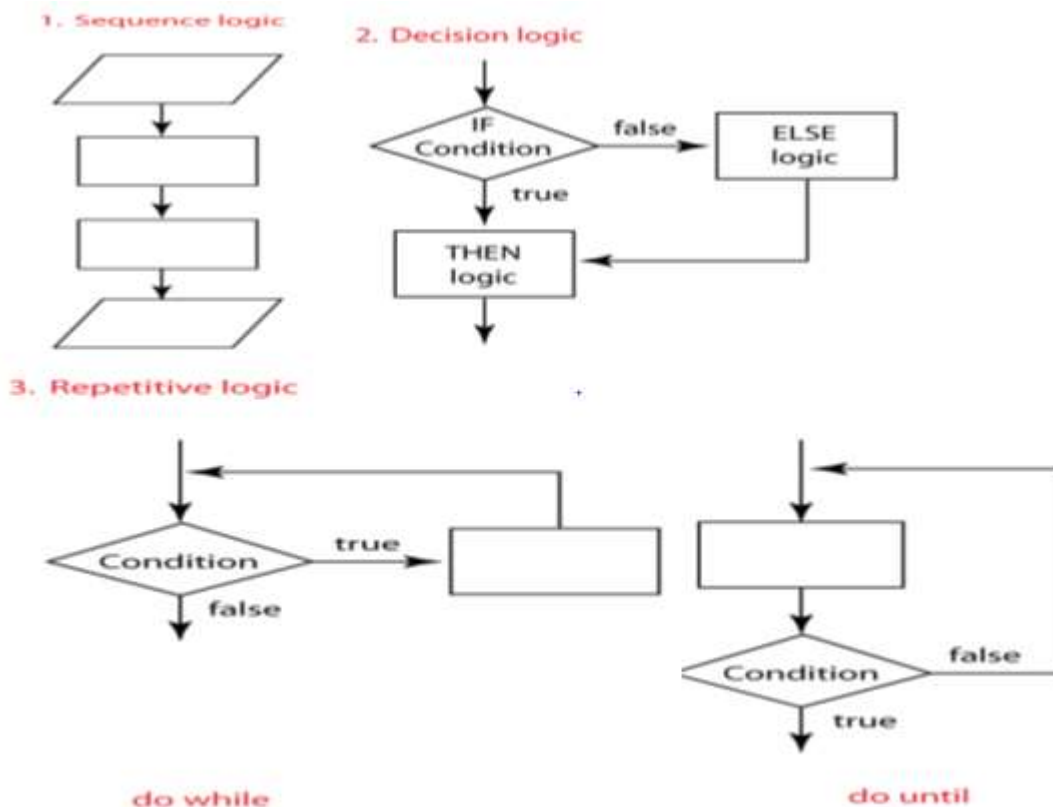 1. Sequence logic
2. Decision logic
IF
Condition
false
ELSE
logic
true
THEN
logic
3. Repetitive logic
Condition
true
false
Condition
false
true
do while
do until